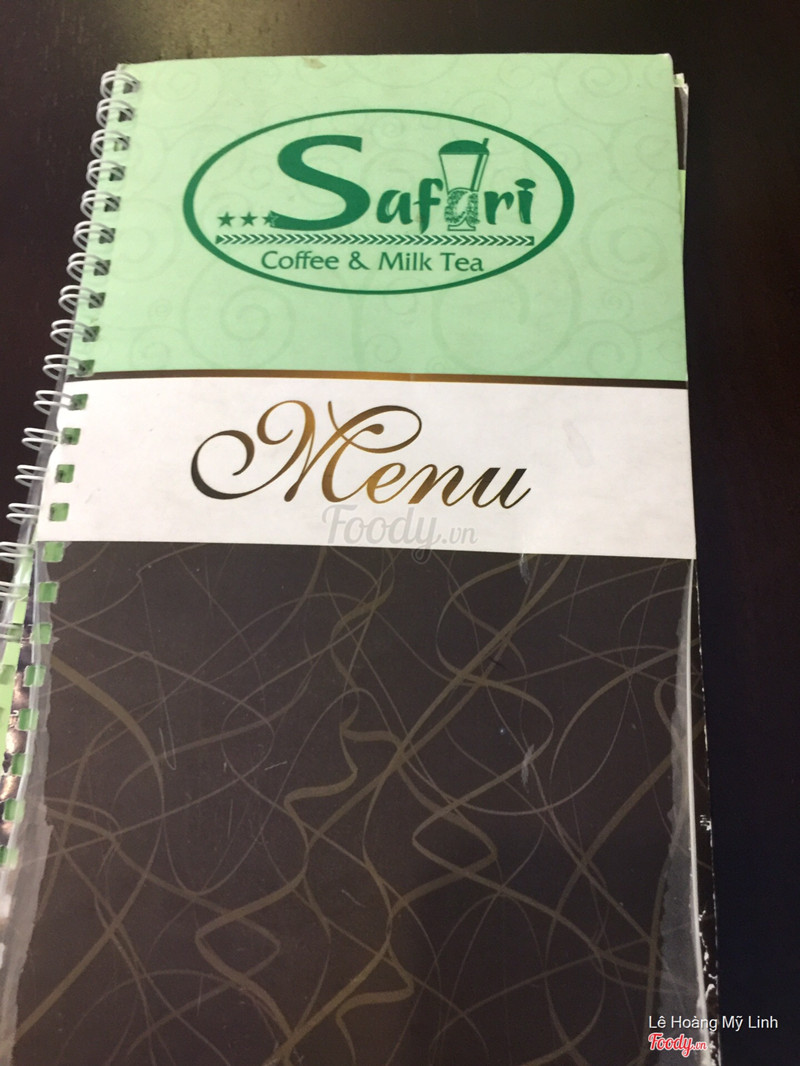 Safari
Coffee & Milk Tea
Menu
Foody.vn
Lê Hoàng Mỹ Linh
Foody.vn